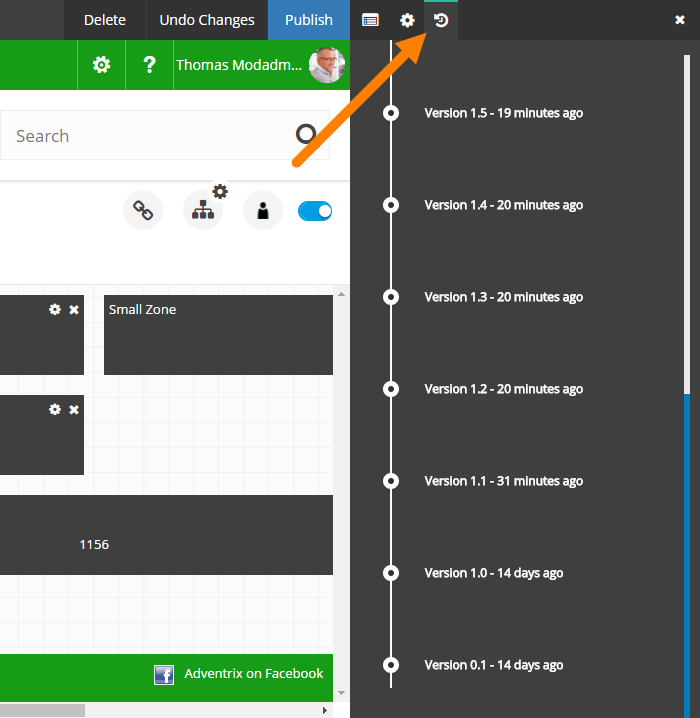 Delete Undo Changes Publish
? Thomas Modadm...
Search
Small Zone
1156
f Adventrix on Facebook
Version 1.5 - 19 minutes ago
Version 1.4 - 20 minutes ago
Version 1.3 - 20 minutes ago
Version 1.2 - 20 minutes ago
Version 1.1 - 31 minutes ago
Version 1.0 - 14 days ago
Version 0.1 - 14 days ago